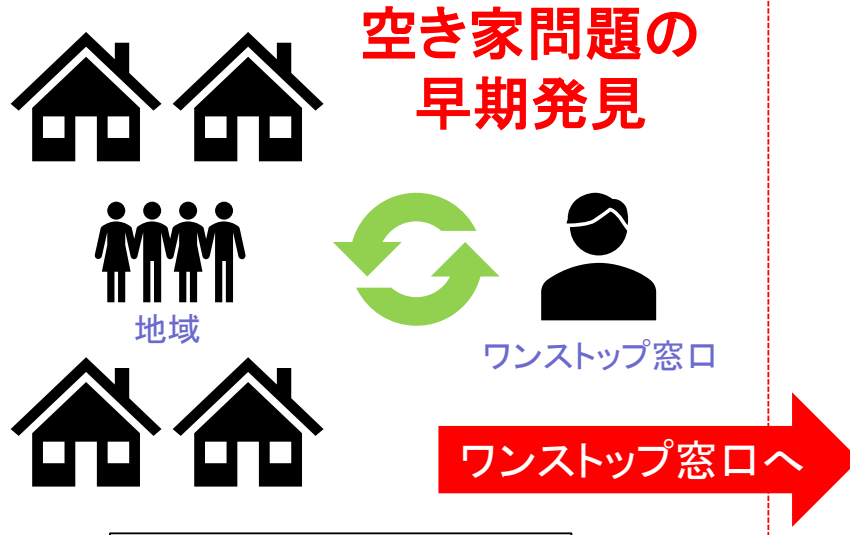 空き家問題の
早期発見
地域
ワンストップ窓口
ワンストップ窓口へ